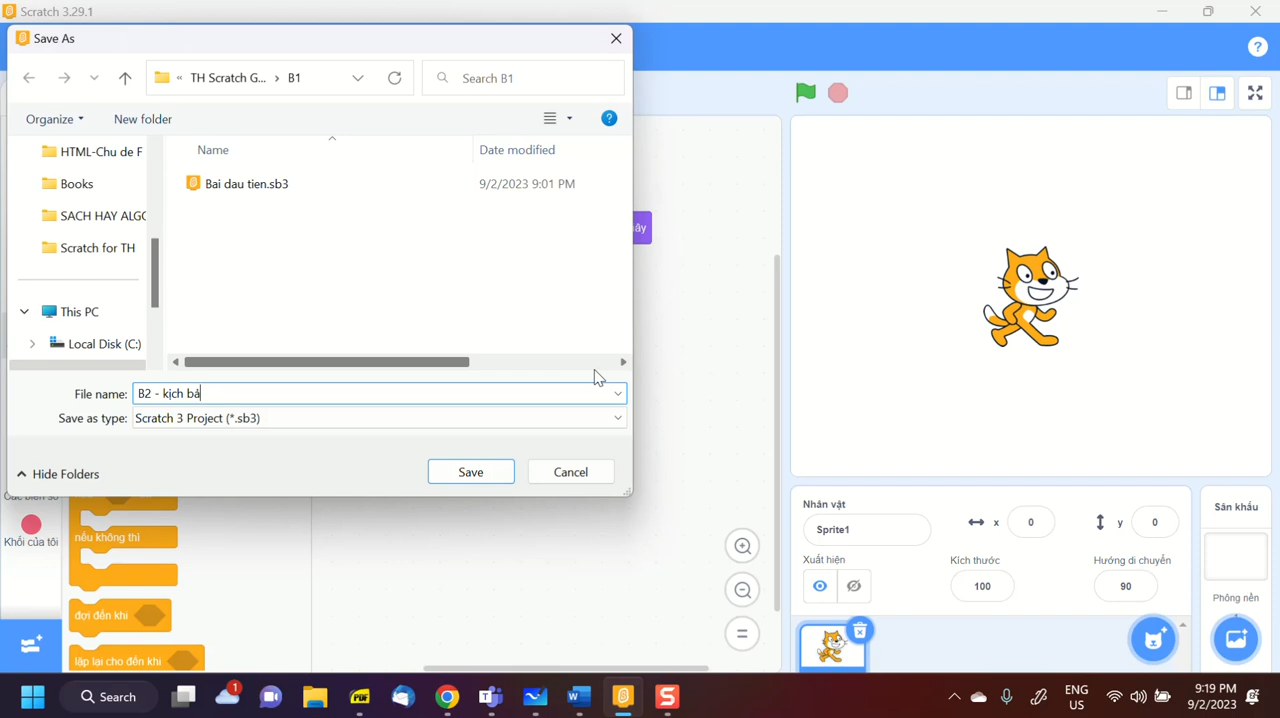 Scratch 3.29.1
Save As
« TH Scratch G... › B1
Search B1
Organize
New folder
Name
Date modified
HTML-Chu de F
Books
SACH HAY ALGO
Scratch for TH
This PC
Local Disk (C:)
Bai dau tien.sb3
9/2/2023 9:01 PM
File name:
B2 - kịch bả
Save as type:
Scratch 3 Project (*.sb3)
Hide Folders
Save
Cancel
Khối của tôi
nếu không thì
đợi đến khi
lặp lại cho đến khi
Nhân vật
Sprite1
x
0
y
0
Xuất hiện
Kích thước
100
Hướng di chuyển
90
Sân khấu
Phông nền
Search
1
PDF
ENG
US
9:19 PM
9/2/2023